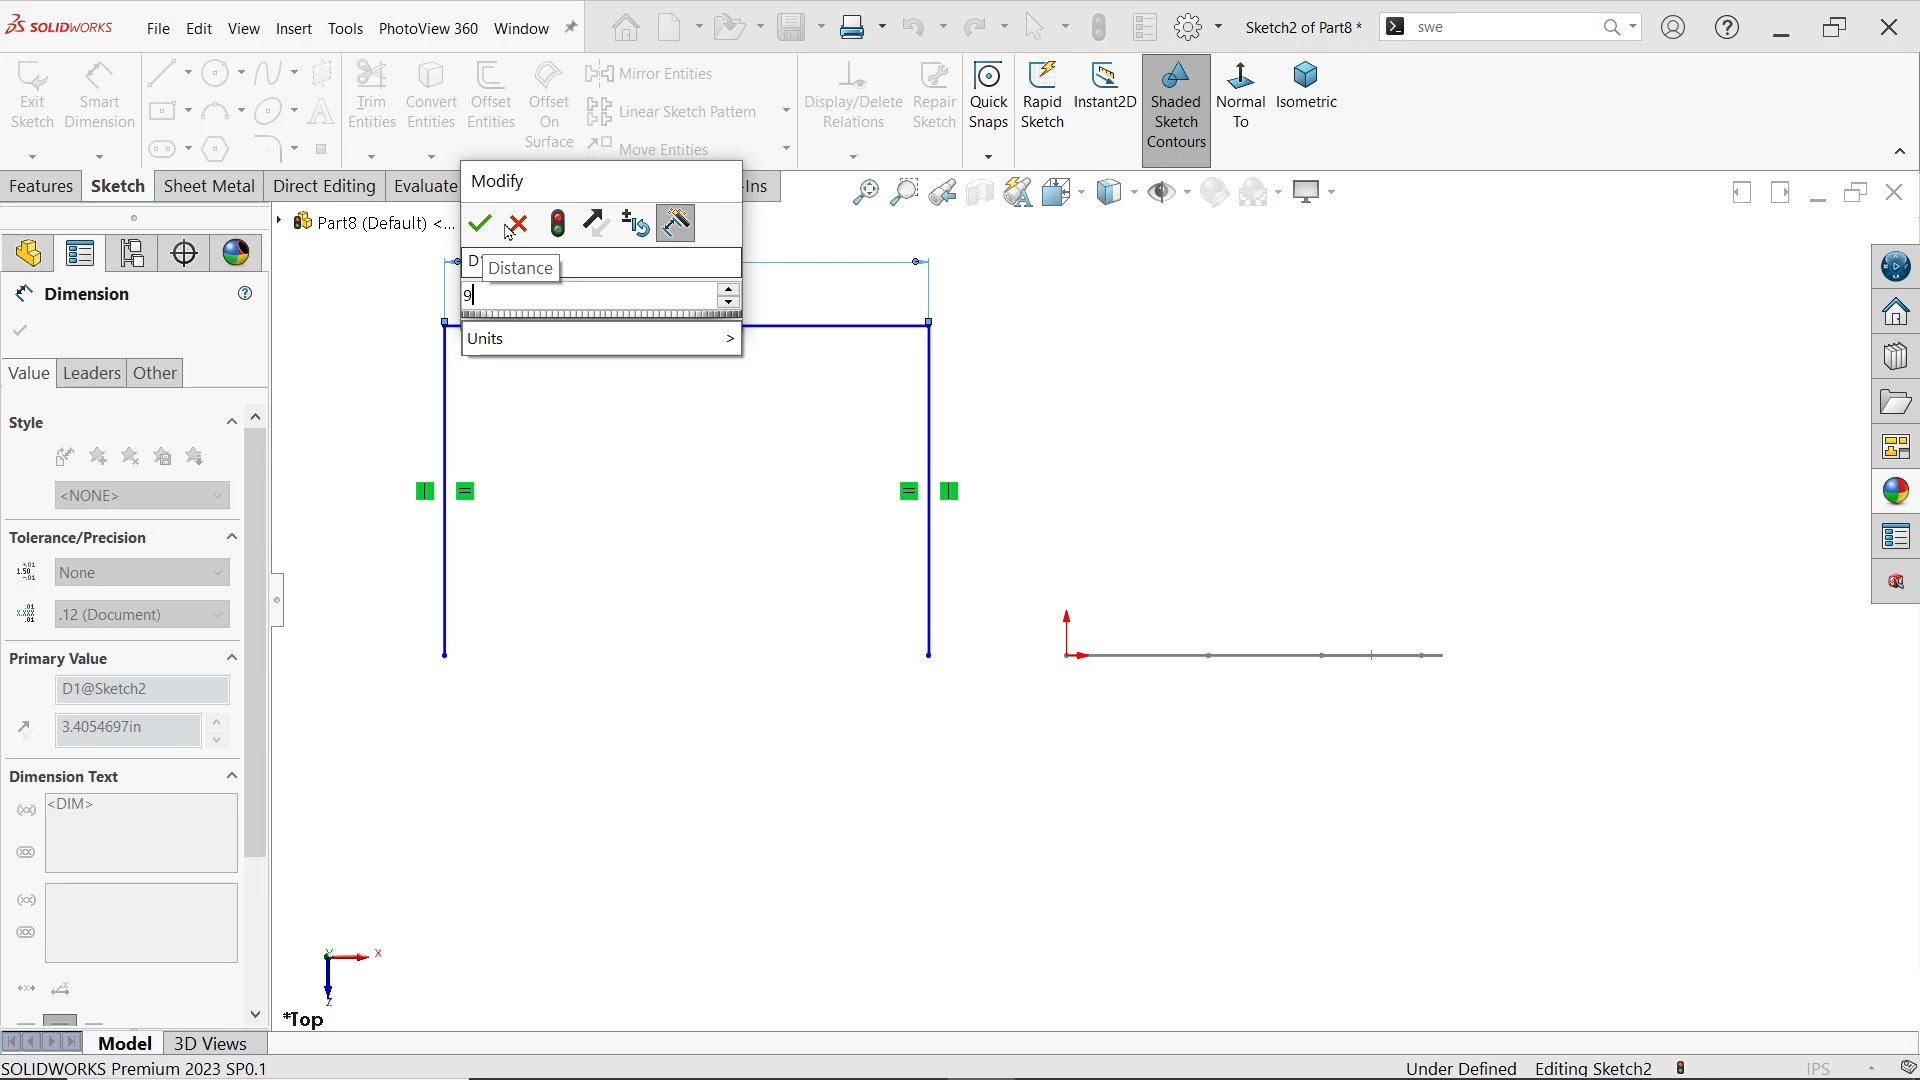 SOLIDWORKS
File
Edit
View
Insert
Tools
PhotoView 360
Window
Sketch2 of Part8 *
swe
Exit
Sketch
Smart
Dimension
Trim
Entities
Convert
Entities
Offset
Entities
Offset
On
Surface
Mirror Entities
Linear Sketch Pattern
Move Entities
Display/Delete
Relations
Repair
Sketch
Quick
Snaps
Rapid
Sketch
Instant2D
Shaded
Sketch
Contours
Normal
To
Isometric
Features
Sketch
Sheet Metal
Direct Editing
Evaluate
-Ins
Modify
D
Distance
9
Units
>
Part8 (Default) <...
Dimension
Value
Leaders
Other
Style
<NONE>
Tolerance/Precision
None
.12 (Document)
Primary Value
D1@Sketch2
3.4054697in
Dimension Text
<DIM>
x
Y
Z
*Top
Model
3D Views
SOLIDWORKS Premium 2023 SP0.1
Under Defined
Editing Sketch2
IPS